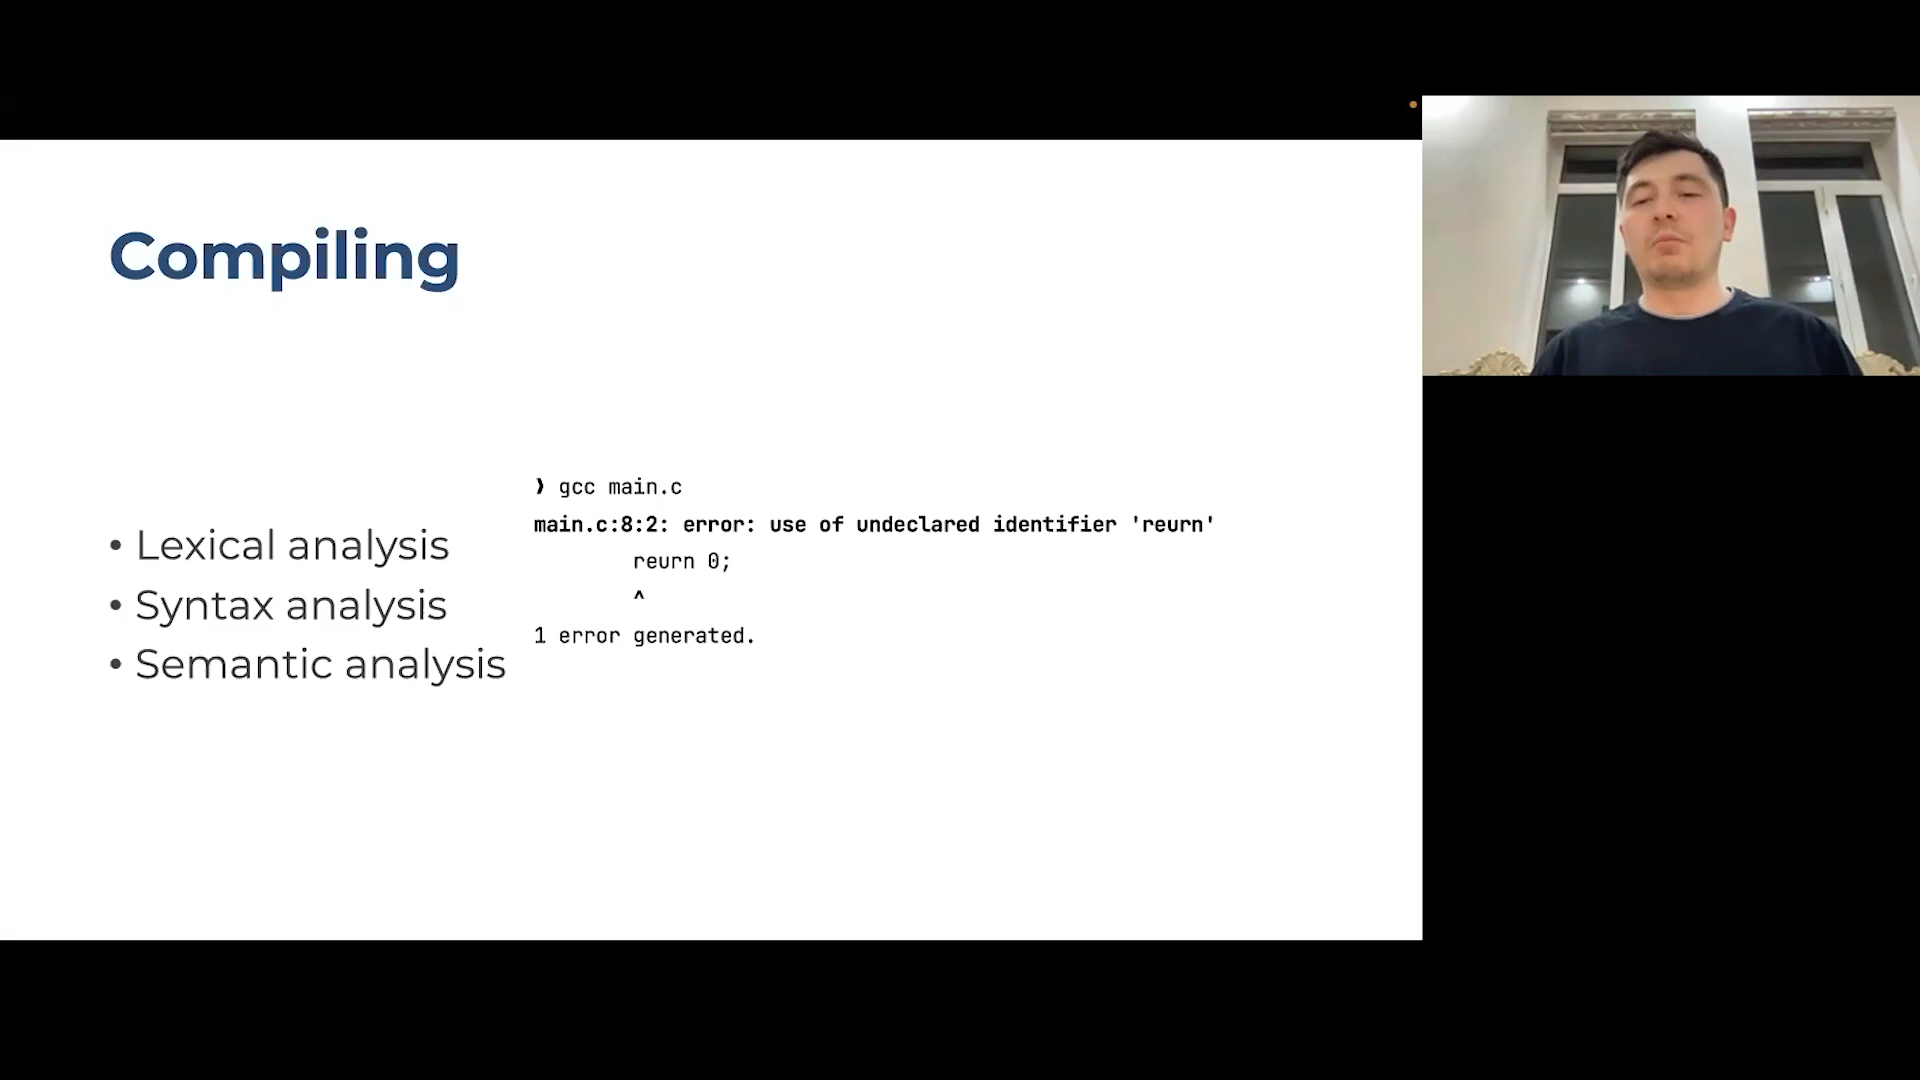 Compiling
• Lexical analysis
• Syntax analysis
• Semantic analysis
❯ gcc main.c
main.c:8:2: error: use of undeclared identifier 'reurn'
reurn 0;
^
1 error generated.